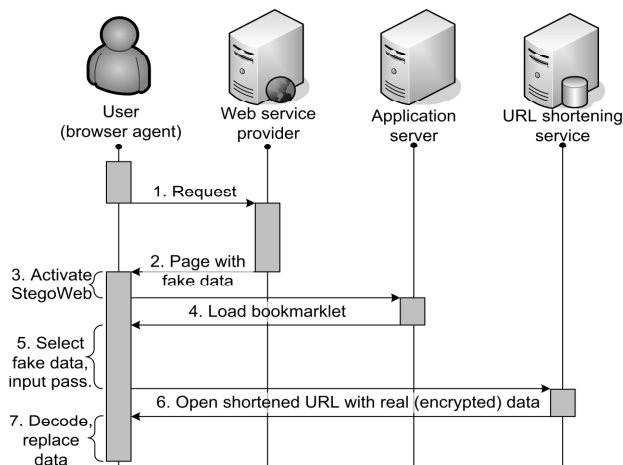 User
(browser agent)
Web service
provider
Application
server
URL shortening
service
1. Request
2. Page with
fake data
3. Activate
StegoWeb
4. Load bookmarklet
5. Select
fake data,
input pass.
6. Open shortened URL with real (encrypted) data
7. Decode,
replace
data